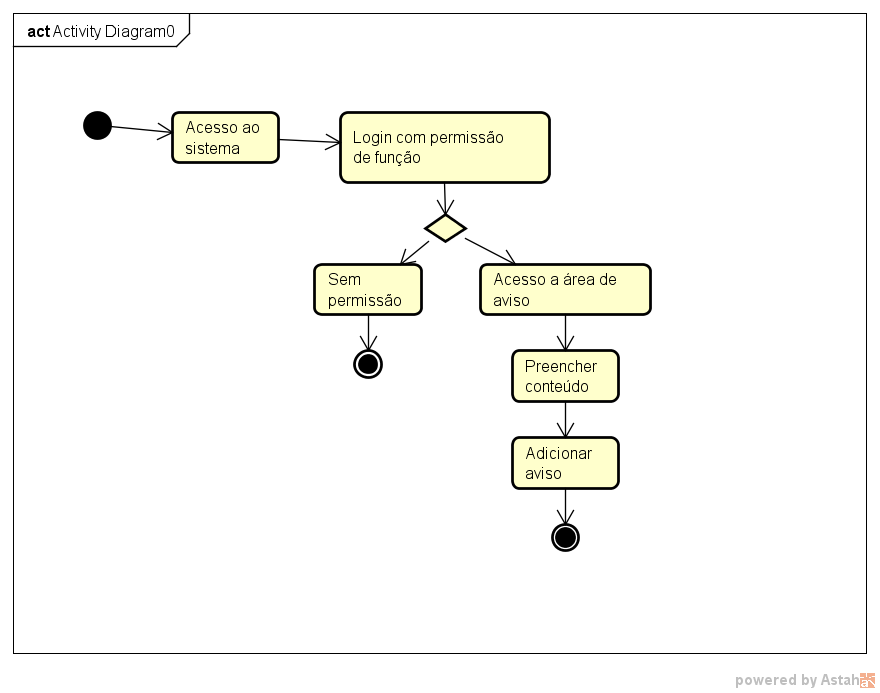 act Activity Diagram0
Acesso ao
sistema
Login com permissão
de função
Sem
permissão
Acesso a área de
aviso
Preencher
conteúdo
Adicionar
aviso
powered by Astah